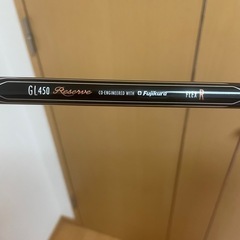 GL450 Reserve CO-ENGINEERED WITH Fujikura FLEX R